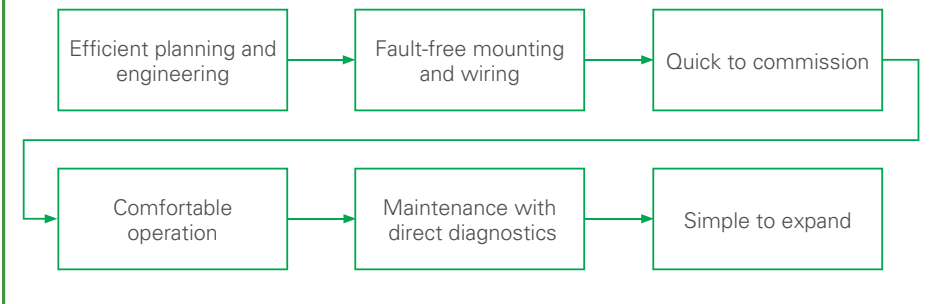 Efficient planning and
engineering
Fault-free mounting
and wiring
Quick to commission
Comfortable
operation
Maintenance with
direct diagnostics
Simple to expand